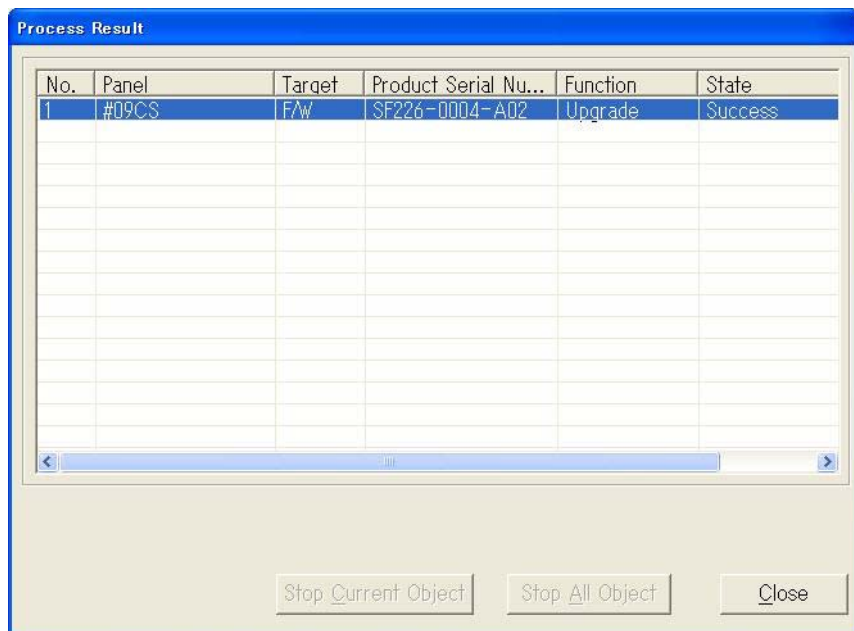 Process Result
No. Panel Target Product Serial Nu... Function State
1 #09CS F/W SF226-0004-A02 Upgrade Success
Stop Current Object Stop All Object Close